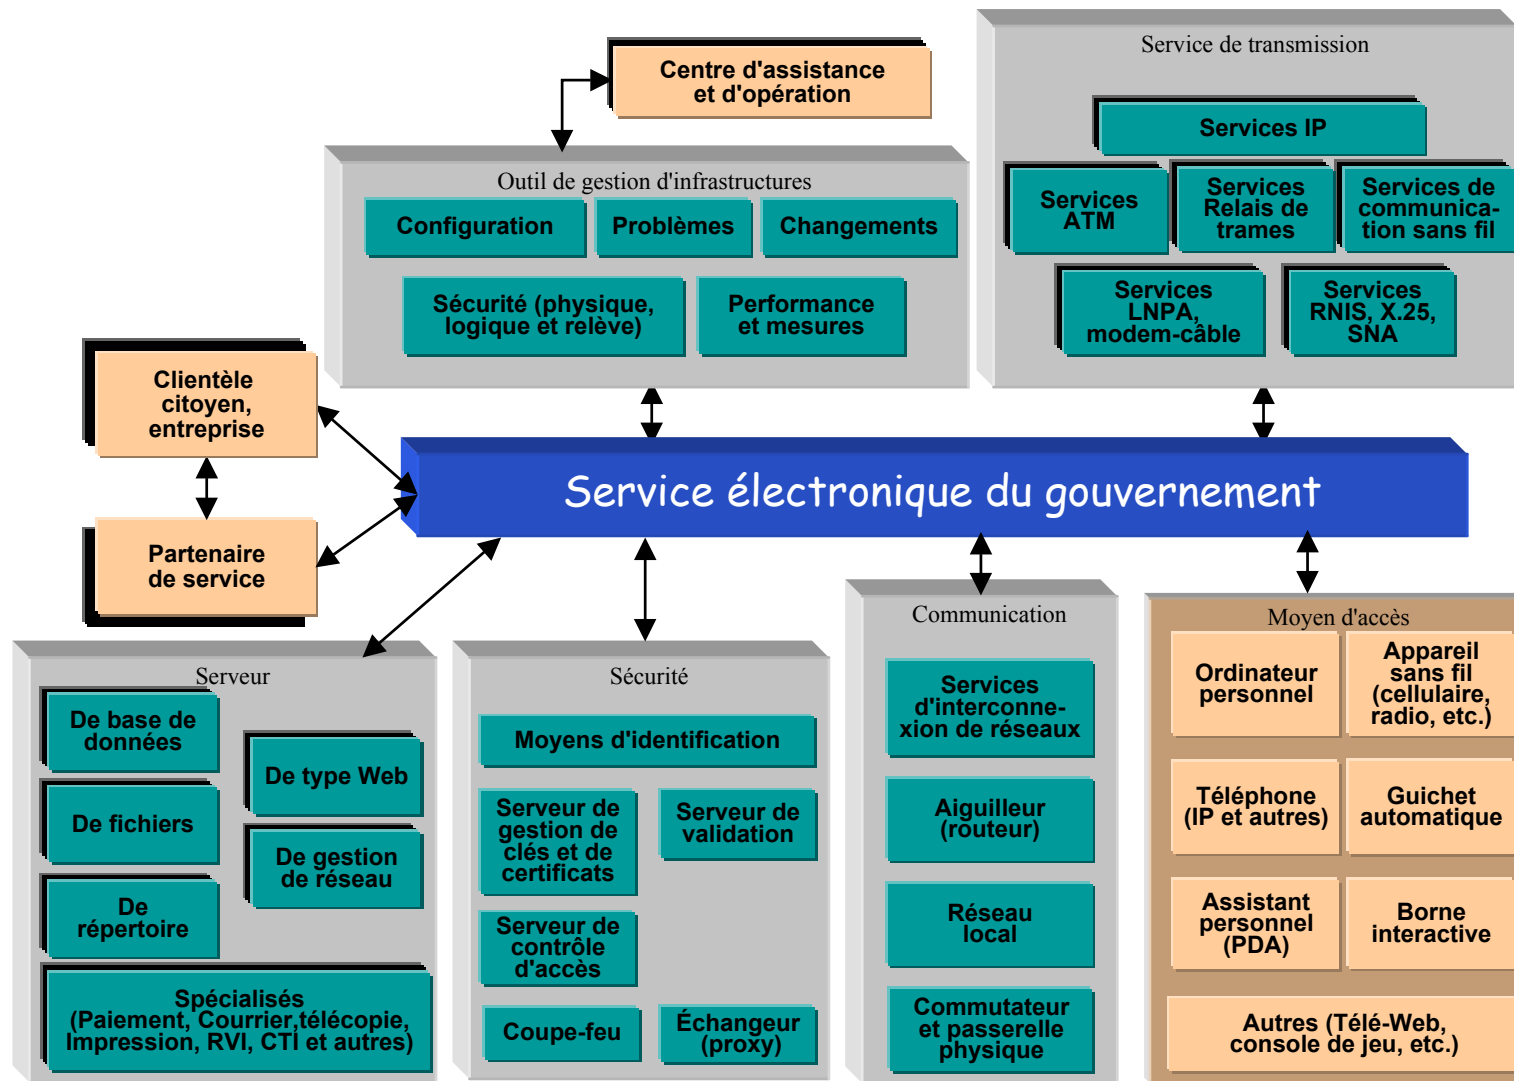 Centre d'assistance
et d'opération
Service de transmission
Services IP
Services
ATM
Services
Relais de
trames
Services de
communica-
tion sans fil
Services
LNPA,
modem-câble
Services
RNIS, X.25,
SNA
Outil de gestion d'infrastructures
Configuration
Problèmes
Changements
Sécurité (physique,
logique et relève)
Performance
et mesures
Clientèle
citoyen,
entreprise
Service électronique du gouvernement
Partenaire
de service
Serveur
De base de
données
De type Web
De fichiers
De gestion
de réseau
De
répertoire
Spécialisés
(Paiement, Courrier,télécopie,
Impression, RVI, CTI et autres)
Sécurité
Moyens d'identification
Serveur de
gestion de
clés et de
certificats
Serveur de
validation
Serveur de
contrôle
d'accès
Coupe-feu
Échangeur
(proxy)
Communication
Services
d'interconne-
xion de réseaux
Aiguilleur
(routeur)
Réseau
local
Commutateur
et passerelle
physique
Moyen d'accès
Ordinateur
personnel
Appareil
sans fil
(cellulaire,
radio, etc.)
Téléphone
(IP et autres)
Guichet
automatique
Assistant
personnel
(PDA)
Borne
interactive
Autres (Télé-Web,
console de jeu, etc.)